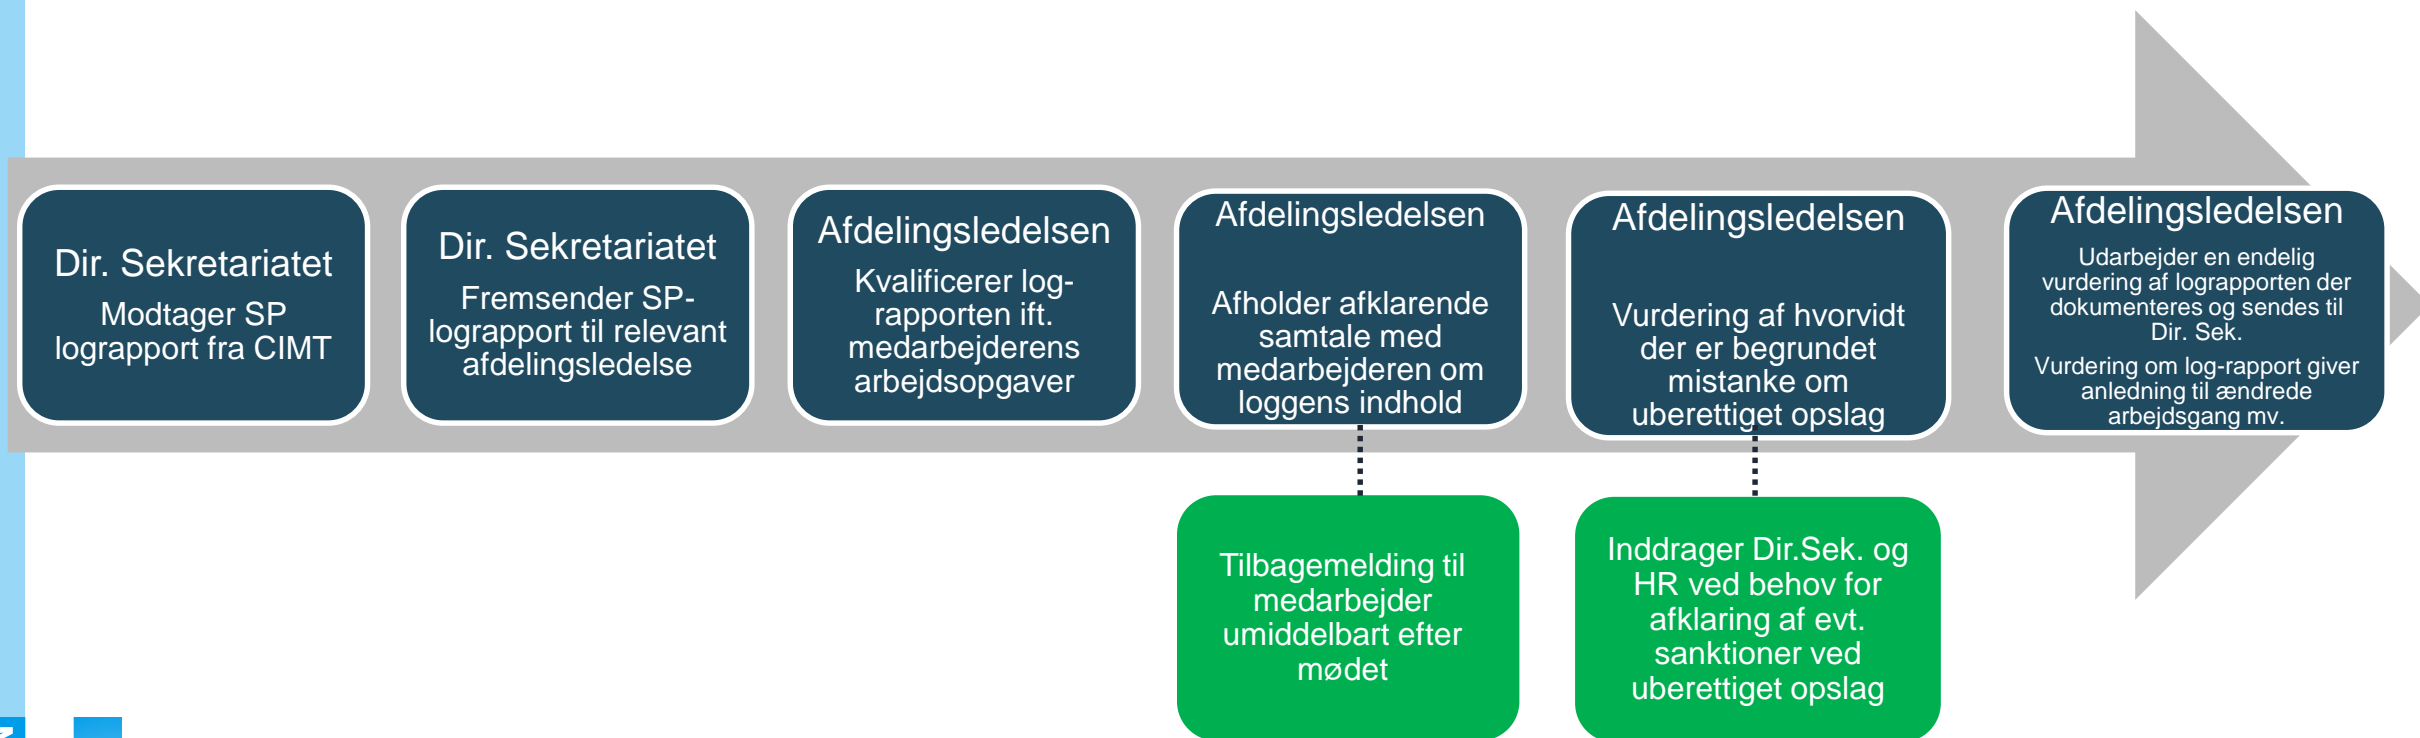 Dir. Sekretariatet
Modtager SP
lograpport fra CIMT
Dir. Sekretariatet
Fremsender SP-
lograpport til relevant
afdelingsledelse
Afdelingsledelsen
Kvalificerer log-
rapporten ift.
medarbejderens
arbejdsopgaver
Afdelingsledelsen
Afholder afklarende
samtale med
medarbejderen om
loggens indhold
Afdelingsledelsen
Vurdering af hvorvidt
der er begrundet
mistanke om
uberettiget opslag
Afdelingsledelsen
Udarbejder en endelig
vurdering af lograpporten der
dokumenteres og sendes til
Dir. Sek.
Vurdering om log-rapport giver
anledning til ændrede
arbejdsgang mv.
Tilbagemelding til
medarbejder
umiddelbart efter
mødet
Inddrager Dir.Sek. og
HR ved behov for
afklaring af evt.
sanktioner ved
uberettiget opslag